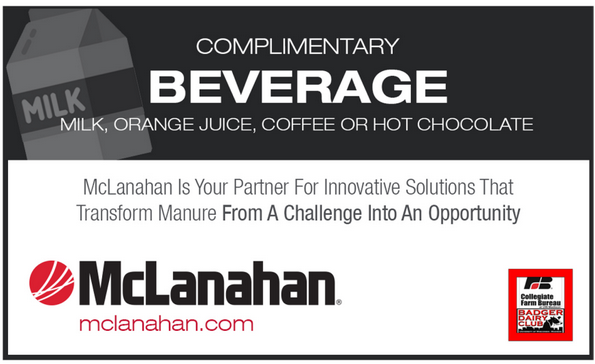 COMPLIMENTARY
BEVERAGE
MILK
MILK, ORANGE JUICE, COFFEE OR HOT CHOCOLATE
McLanahan Is Your Partner For Innovative Solutions That
Transform Manure From A Challenge Into An Opportunity
McLanahan®
mclanahan.com
Collegiate
Farm Bureau
BADGER
DAIRY
CLUB